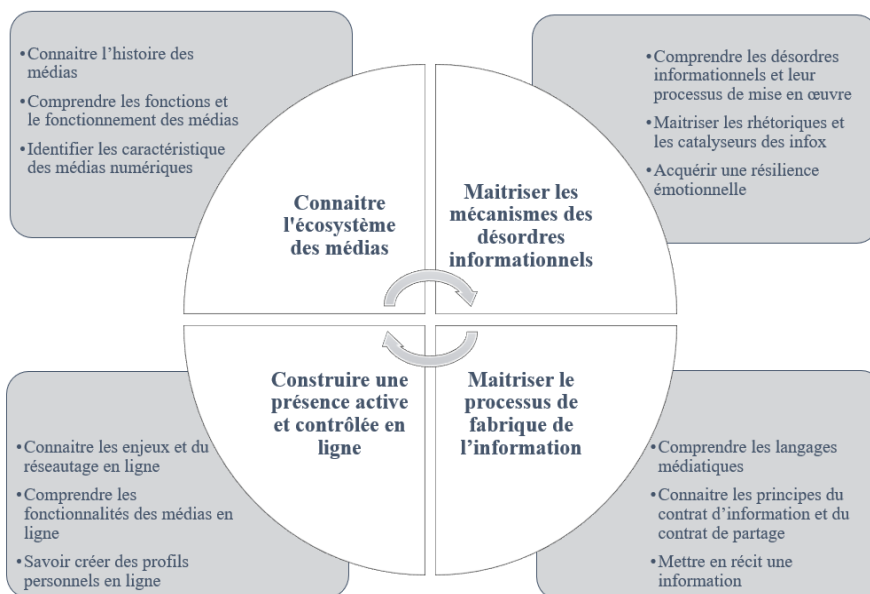 •Connaitre l’histoire des
médias
•Comprendre les fonctions et
le fonctionnement des médias
•Identifier les caractéristique
des médias numériques
Connaitre
l'écosystème
des médias
Maitriser les
mécanismes des
désordres
informationnels
•Comprendre les désordres
informationnels et leur
processus de mise en œuvre
•Maitriser les rhétoriques et
les catalyseurs des infox
•Acquérir une résilience
émotionnelle
•Connaitre les enjeux et du
réseautage en ligne
•Comprendre les
fonctionnalités des médias en
ligne
•Savoir créer des profils
personnels en ligne
Construire une
présence active
et contrôlée en
ligne
Maitriser le
processus de
fabrique de
l’information
•Comprendre les langages
médiatiques
•Connaitre les principes du
contrat d’information et du
contrat de partage
•Mettre en récit une
information